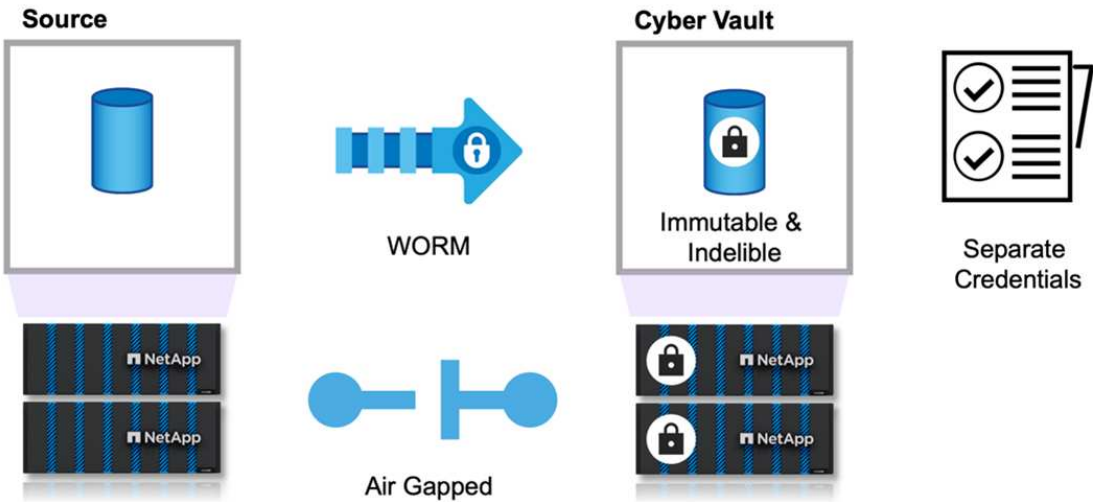 Source
Cyber Vault
WORM
Immutable &
Indelible
Separate
Credentials
NetApp
NetApp
NetApp
NetApp
Air Gapped